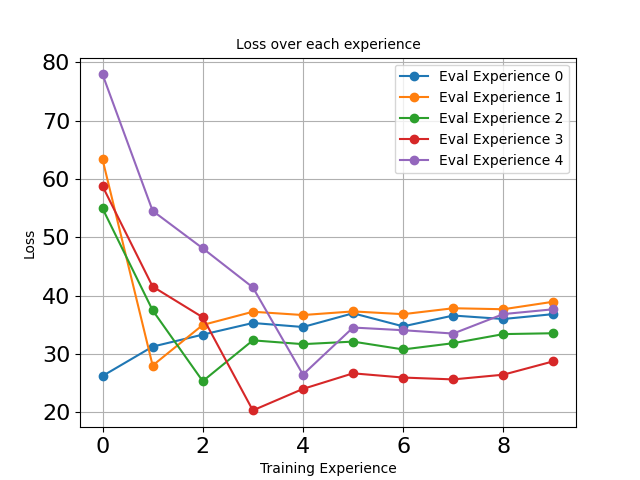 Loss over each experience
80
70
60
50
40
30
20
Loss
Eval Experience 0
Eval Experience 1
Eval Experience 2
Eval Experience 3
Eval Experience 4
0 2 4 6 8
Training Experience